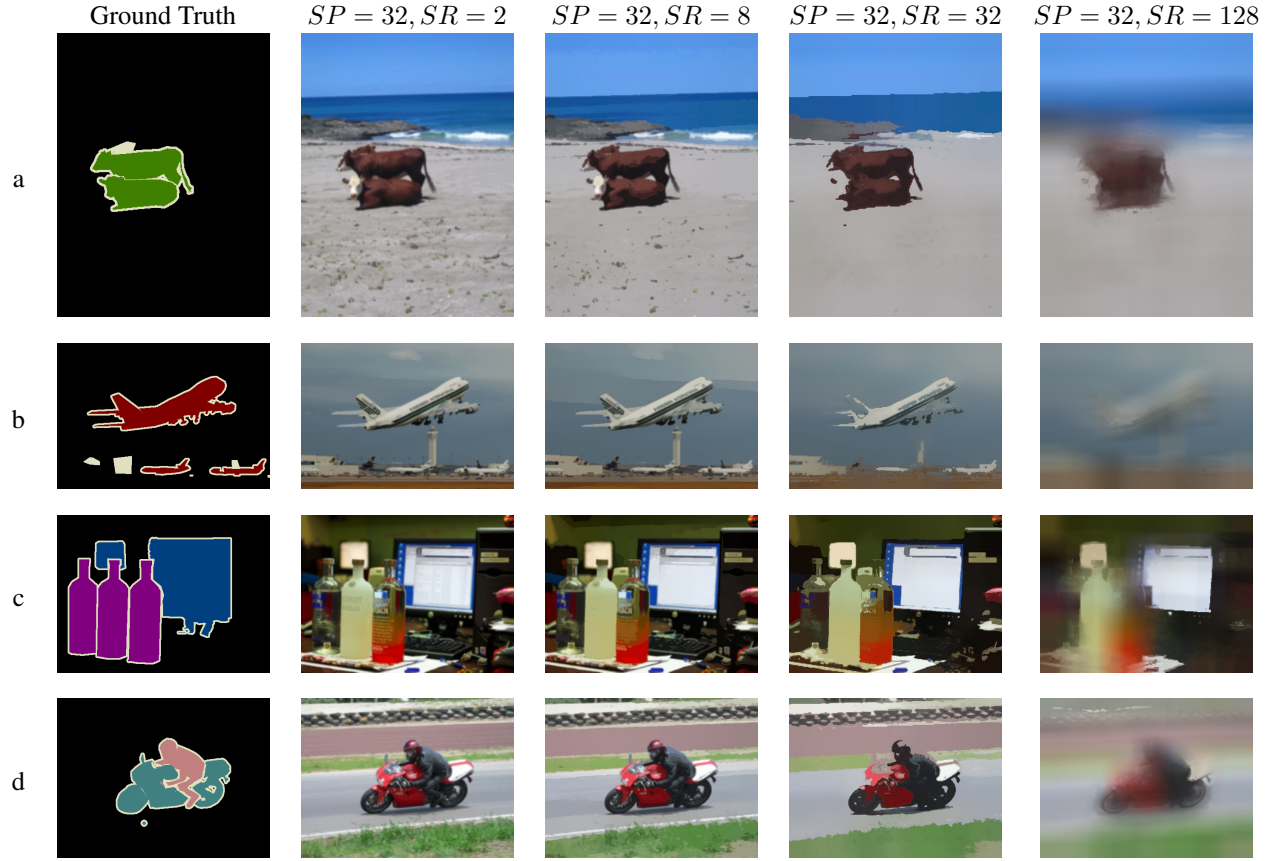 Ground Truth SP = 32, SR = 2 SP = 32, SR = 8 SP = 32, SR = 32 SP = 32, SR = 128
a
b
c
d